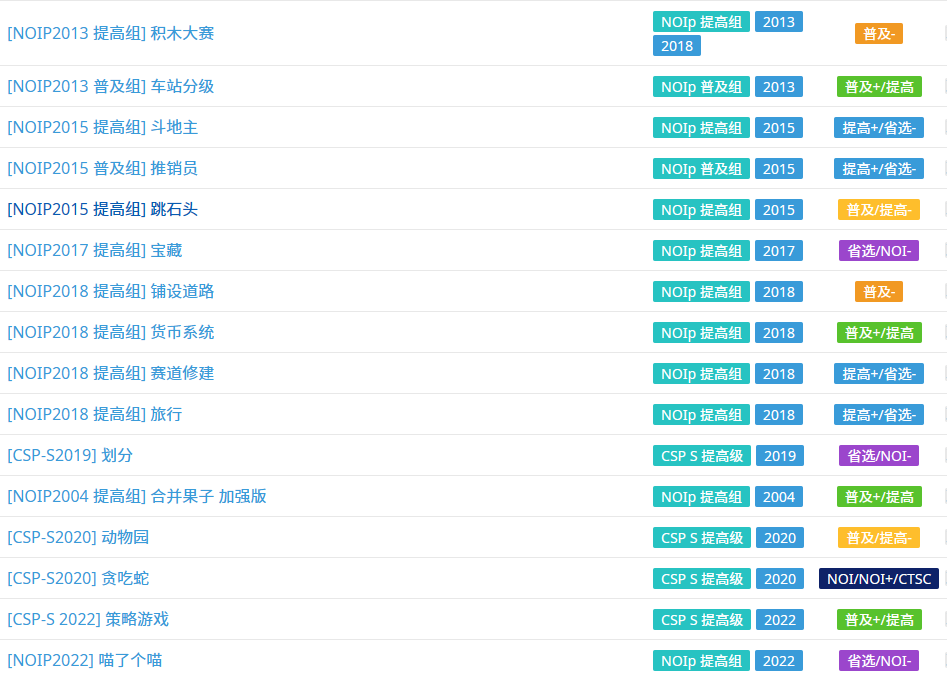 [NOIP2013 提高组] 积木大赛 NOIp 提高组 2013 普及-
2018
[NOIP2013 普及组] 车站分级 NOIp 普及组 2013 普及+/提高
[NOIP2015 提高组] 斗地主 NOIp 提高组 2015 提高+/省选-
[NOIP2015 普及组] 推销员 NOIp 普及组 2015 提高+/省选-
[NOIP2015 提高组] 跳石头 NOIp 提高组 2015 普及/提高-
[NOIP2017 提高组] 宝藏 NOIp 提高组 2017 省选/NOI-
[NOIP2018 提高组] 铺设道路 NOIp 提高组 2018 普及-
[NOIP2018 提高组] 货币系统 NOIp 提高组 2018 普及+/提高
[NOIP2018 提高组] 赛道修建 NOIp 提高组 2018 提高+/省选-
[NOIP2018 提高组] 旅行 NOIp 提高组 2018 提高+/省选-
[CSP-S2019] 划分 CSP S 提高级 2019 省选/NOI-
[NOIP2004 提高组] 合并果子 加强版 NOIp 提高组 2004 普及+/提高
[CSP-S2020] 动物园 CSP S 提高级 2020 普及/提高-
[CSP-S2020] 贪吃蛇 CSP S 提高级 2020 NOI/NOI+/CTSC
[CSP-S 2022] 策略游戏 CSP S 提高级 2022 普及+/提高
[NOIP2022] 喵了个喵 NOIp 提高组 2022 省选/NOI-